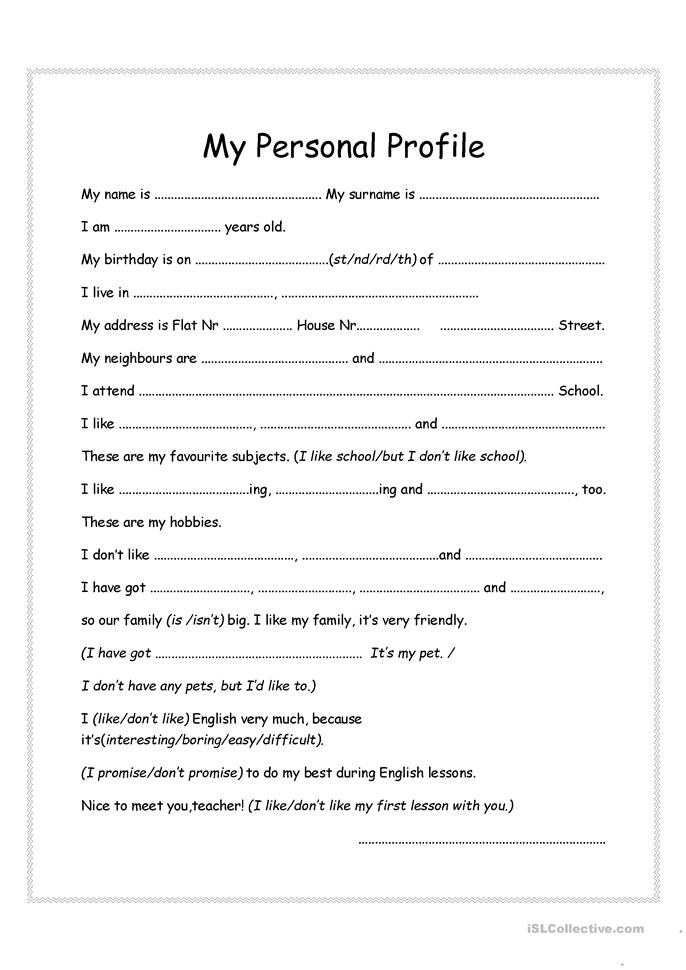 My Personal Profile
My name is .................................................. My surname is ......................................................
I am ................................ years old.
My birthday is on ........................................(st/nd/rd/th) of ..................................................
I live in .........................................., ...........................................................
My address is Flat Nr ..................... House Nr................... .................................. Street.
My neighbours are ............................................ and ...................................................................
I attend ............................................................................................................................ School.
I like ........................................, ............................................. and .................................................
These are my favourite subjects. (I like school/but I don't like school).
I like .......................................ing, ...............................ing and ............................................, too.
These are my hobbies.
I don't like .........................................., .........................................and .........................................
I have got .............................., ............................, .................................... and ...........................,
so our family (is /isn't) big. I like my family, it's very friendly.
(I have got .............................................................. It's my pet. /
I don't have any pets, but I'd like to.)
I (like/don't like) English very much, because
it's(interesting/boring/easy/difficult).
(I promise/don't promise) to do my best during English lessons.
Nice to meet you,teacher! (I like/don't like my first lesson with you.)
..........................................................................
iSLCollective.com